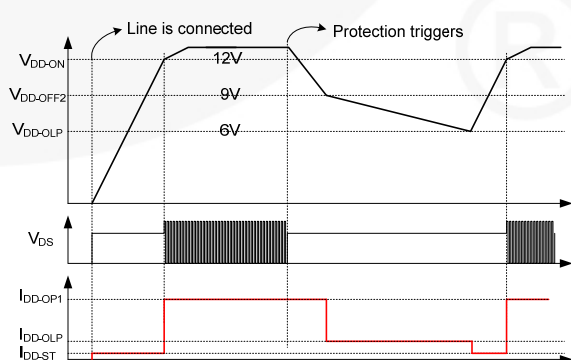 Line is connected
Protection triggers
VDD-ON
12V
VDD-OFF2
9V
VDD-OLP
6V
VDS
IDD-OP1
IDD-OLP
IDD-ST
®